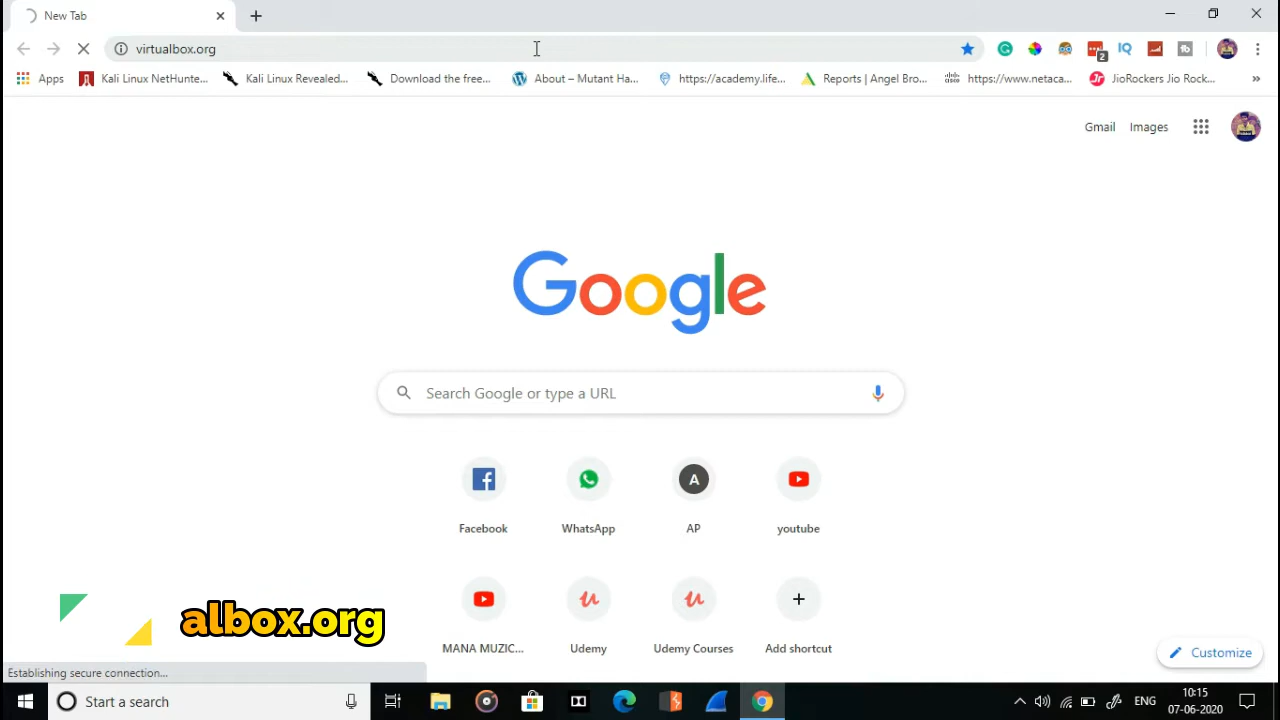 New Tab
virtualbox.org
2
IQ
Apps
Kali Linux NetHunte...
Kali Linux Revealed...
Download the free...
About – Mutant Ha...
https://academy.life...
Reports | Angel Bro...
https://www.netaca...
JioRockers Jio Rock...
»
Gmail
Images
Google
Search Google or type a URL
Facebook
WhatsApp
A
AP
youtube
MANA MUZIC...
Udemy
Udemy Courses
Add shortcut
albox.org
Customize
Establishing secure connection...
Start a search
ENG
10:15
07-06-2020